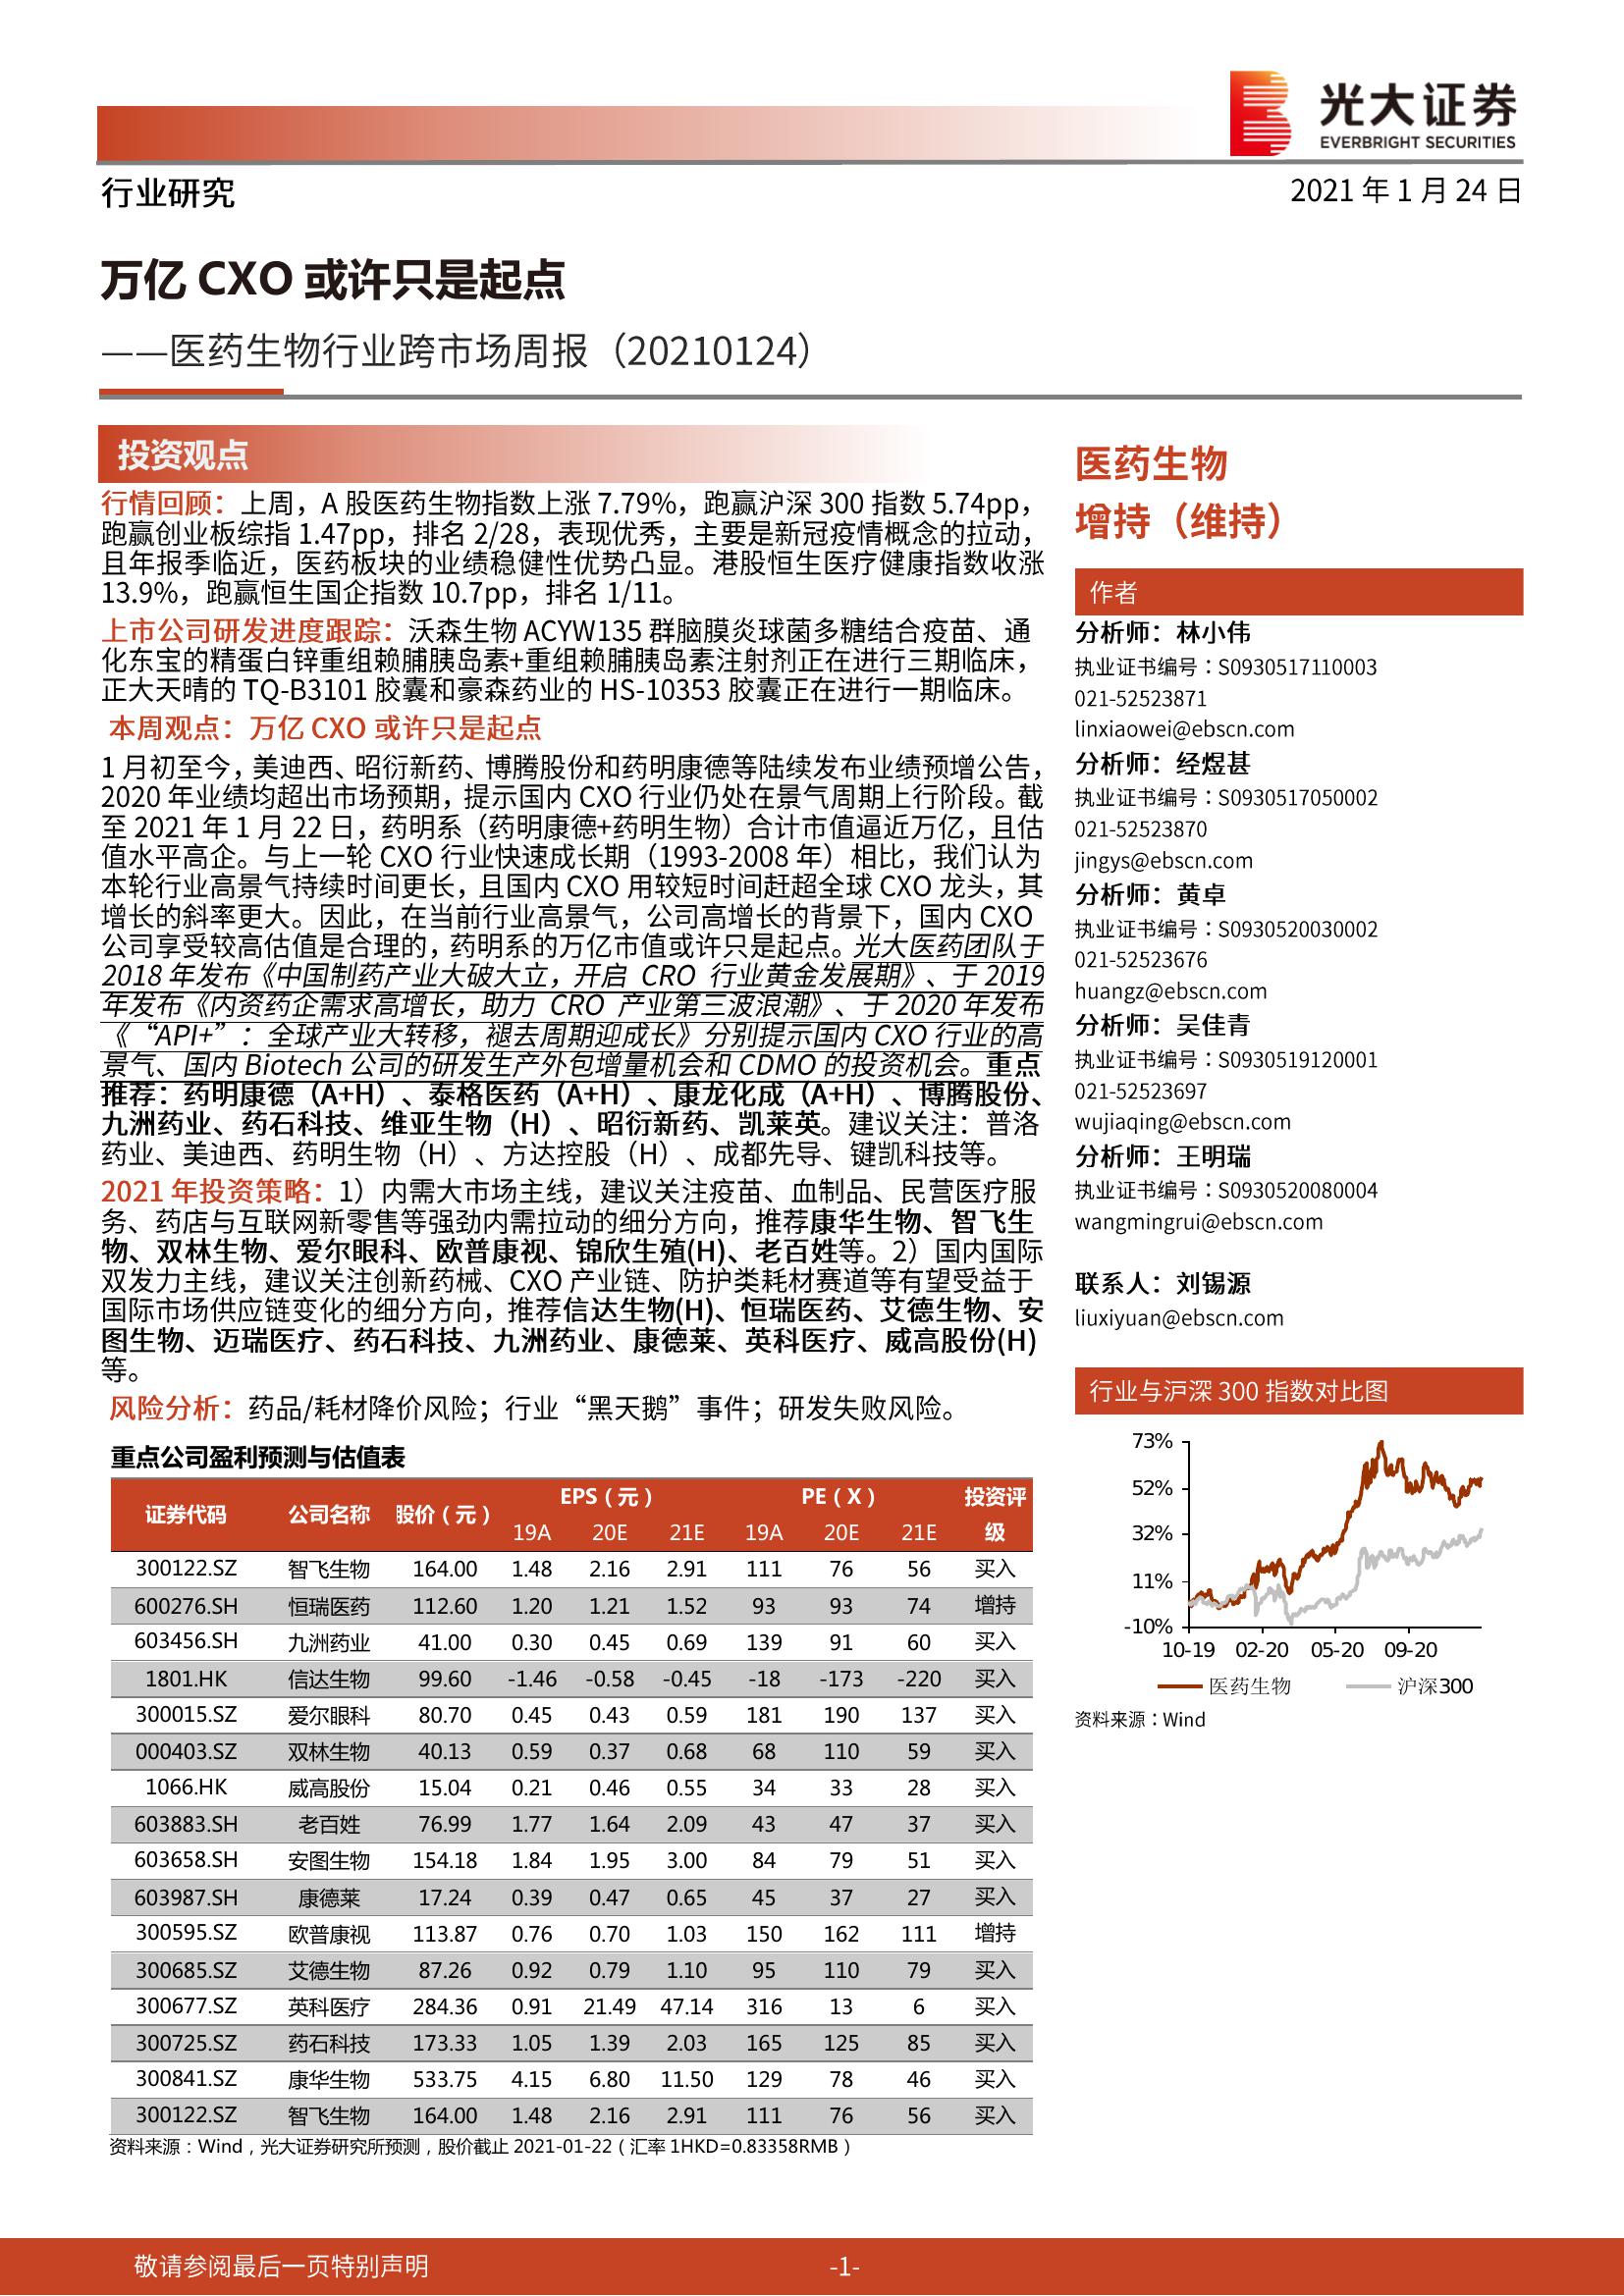 光大证券
EVERBRIGHT SECURITIES
行业研究
2021 年 1 月 24 日
万亿 CXO 或许只是起点
——医药生物行业跨市场周报（20210124）
投资观点
行情回顾：上周，A 股医药生物指数上涨 7.79%，跑赢沪深 300 指数 5.74pp，
跑赢创业板综指 1.47pp，排名 2/28，表现优秀，主要是新冠疫情概念的拉动，
且年报季临近，医药板块的业绩稳健性优势凸显。港股恒生医疗健康指数收涨
13.9%，跑赢恒生国企指数 10.7pp，排名 1/11。
上市公司研发进度跟踪：沃森生物 ACYW135 群脑膜炎球菌多糖结合疫苗、通
化东宝的精蛋白锌重组赖脯胰岛素+重组赖脯胰岛素注射剂正在进行三期临床，
正大天晴的 TQ-B3101 胶囊和豪森药业的 HS-10353 胶囊正在进行一期临床。
本周观点：万亿 CXO 或许只是起点
1 月初至今，美迪西、昭衍新药、博腾股份和药明康德等陆续发布业绩预增公告，
2020 年业绩均超出市场预期，提示国内 CXO 行业仍处在景气周期上行阶段。截
至 2021 年 1 月 22 日，药明系（药明康德+药明生物）合计市值逼近万亿，且估
值水平高企。与上一轮 CXO 行业快速成长期（1993-2008 年）相比，我们认为
本轮行业高景气持续时间更长，且国内 CXO 用较短时间赶超全球 CXO 龙头，其
增长的斜率更大。因此，在当前行业高景气，公司高增长的背景下，国内 CXO
公司享受较高估值是合理的，药明系的万亿市值或许只是起点。光大医药团队于
2018 年发布《中国制药产业大破大立，开启 CRO 行业黄金发展期》、于 2019
年发布《内资药企需求高增长，助力 CRO 产业第三波浪潮》、于 2020 年发布
《“API+”：全球产业大转移，褪去周期迎成长》分别提示国内 CXO 行业的高
景气、国内 Biotech 公司的研发生产外包增量机会和 CDMO 的投资机会。重点
推荐：药明康德（A+H）、泰格医药（A+H）、康龙化成（A+H）、博腾股份、
九洲药业、药石科技、维亚生物（H）、昭衍新药、凯莱英。建议关注：普洛
药业、美迪西、药明生物（H）、方达控股（H）、成都先导、键凯科技等。
2021 年投资策略：1）内需大市场主线，建议关注疫苗、血制品、民营医疗服
务、药店与互联网新零售等强劲内需拉动的细分方向，推荐康华生物、智飞生
物、双林生物、爱尔眼科、欧普康视、锦欣生殖(H)、老百姓等。2）国内国际
双发力主线，建议关注创新药械、CXO 产业链、防护类耗材赛道等有望受益于
国际市场供应链变化的细分方向，推荐信达生物(H)、恒瑞医药、艾德生物、安
图生物、迈瑞医疗、药石科技、九洲药业、康德莱、英科医疗、威高股份(H)
等。
风险分析：药品/耗材降价风险；行业“黑天鹅”事件；研发失败风险。
重点公司盈利预测与估值表
证券代码 公司名称 股价（元） EPS（元） PE（X） 投资评级
19A 20E 21E 19A 20E 21E
300122.SZ 智飞生物 164.00 1.48 2.16 2.91 111 76 56 买入
600276.SH 恒瑞医药 112.60 1.20 1.21 1.52 93 93 74 增持
603456.SH 九洲药业 41.00 0.30 0.45 0.69 139 91 60 买入
1801.HK 信达生物 99.60 -1.46 -0.58 -0.45 -18 -173 -220 买入
300015.SZ 爱尔眼科 80.70 0.45 0.43 0.59 181 190 137 买入
000403.SZ 双林生物 40.13 0.59 0.37 0.68 68 110 59 买入
1066.HK 威高股份 15.04 0.21 0.46 0.55 34 33 28 买入
603883.SH 老百姓 76.99 1.77 1.64 2.09 43 47 37 买入
603658.SH 安图生物 154.18 1.84 1.95 3.00 84 79 51 买入
603987.SH 康德莱 17.24 0.39 0.47 0.65 45 37 27 买入
300595.SZ 欧普康视 113.87 0.76 0.70 1.03 150 162 111 增持
300685.SZ 艾德生物 87.26 0.92 0.79 1.10 95 110 79 买入
300677.SZ 英科医疗 284.36 0.91 21.49 47.14 316 13 6 买入
300725.SZ 药石科技 173.33 1.05 1.39 2.03 165 125 85 买入
300841.SZ 康华生物 533.75 4.15 6.80 11.50 129 78 46 买入
300122.SZ 智飞生物 164.00 1.48 2.16 2.91 111 76 56 买入
资料来源：Wind，光大证券研究所预测，股价截止 2021-01-22（汇率 1HKD=0.83358RMB）
医药生物
增持（维持）
作者
分析师：林小伟
执业证书编号：S0930517110003
021-52523871
linxiaowei@ebscn.com
分析师：经煜甚
执业证书编号：S0930517050002
021-52523870
jingys@ebscn.com
分析师：黄卓
执业证书编号：S0930520030002
021-52523676
huangz@ebscn.com
分析师：吴佳青
执业证书编号：S0930519120001
021-52523697
wujiaqing@ebscn.com
分析师：王明瑞
执业证书编号：S0930520080004
wangmingrui@ebscn.com
联系人：刘锡源
liuxiyuan@ebscn.com
行业与沪深 300 指数对比图
73%
52%
32%
11%
-10%
10-19 02-20 05-20 09-20
医药生物 沪深300
资料来源：Wind
敬请参阅最后一页特别声明
-1-